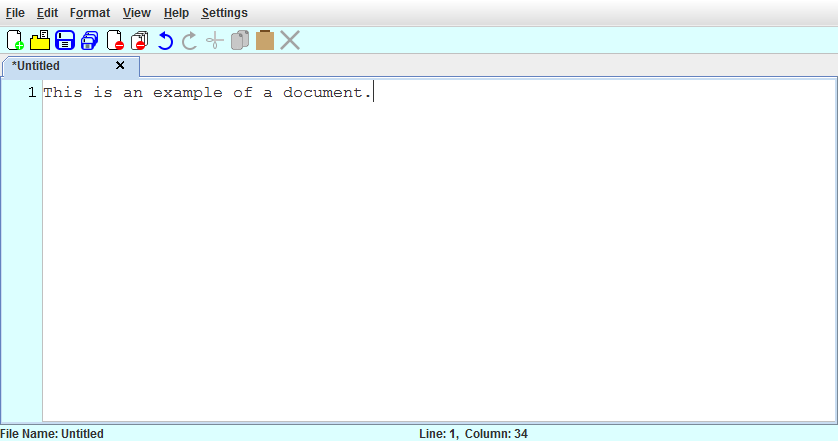 File Edit Format View Help Settings
*Untitled
1 This is an example of a document.
File Name: Untitled Line: 1, Column: 34